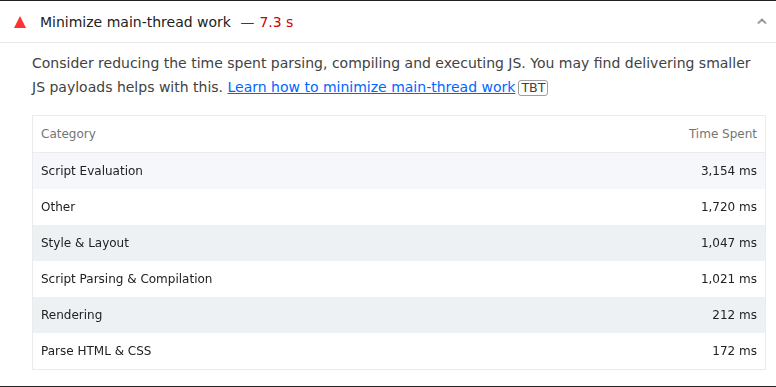 Minimize main-thread work — 7.3 s
Consider reducing the time spent parsing, compiling and executing JS. You may find delivering smaller
JS payloads helps with this. Learn how to minimize main-thread work TBT
Category Time Spent
Script Evaluation 3,154 ms
Other 1,720 ms
Style & Layout 1,047 ms
Script Parsing & Compilation 1,021 ms
Rendering 212 ms
Parse HTML & CSS 172 ms